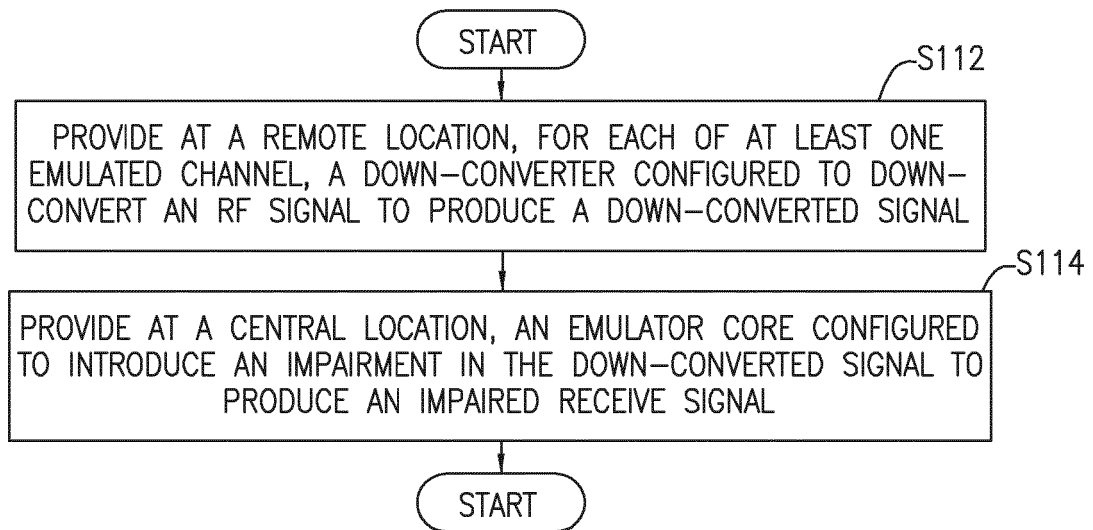 START
S112
PROVIDE AT A REMOTE LOCATION, FOR EACH OF AT LEAST ONE
EMULATED CHANNEL, A DOWN-CONVERTER CONFIGURED TO DOWN-
CONVERT AN RF SIGNAL TO PRODUCE A DOWN-CONVERTED SIGNAL
S114
PROVIDE AT A CENTRAL LOCATION, AN EMULATOR CORE CONFIGURED
TO INTRODUCE AN IMPAIRMENT IN THE DOWN-CONVERTED SIGNAL TO
PRODUCE AN IMPAIRED RECEIVE SIGNAL
START